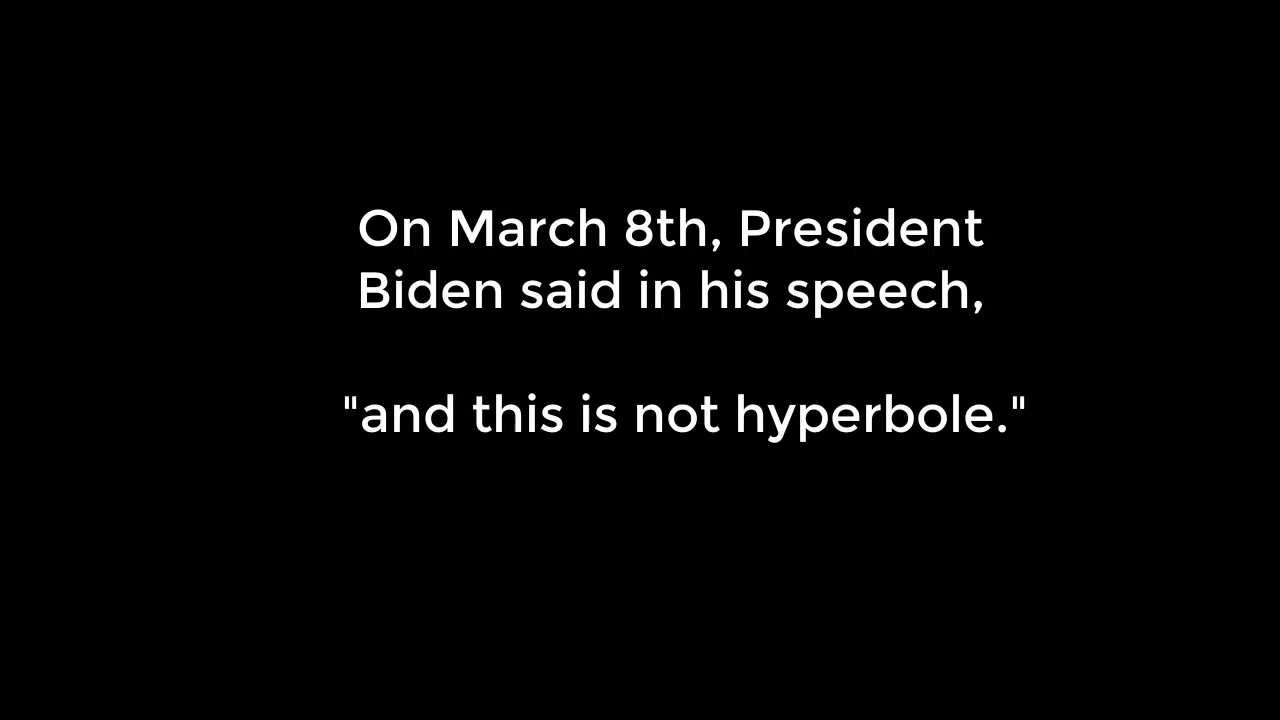 On March 8th, President
Biden said in his speech,
"and this is not hyperbole."